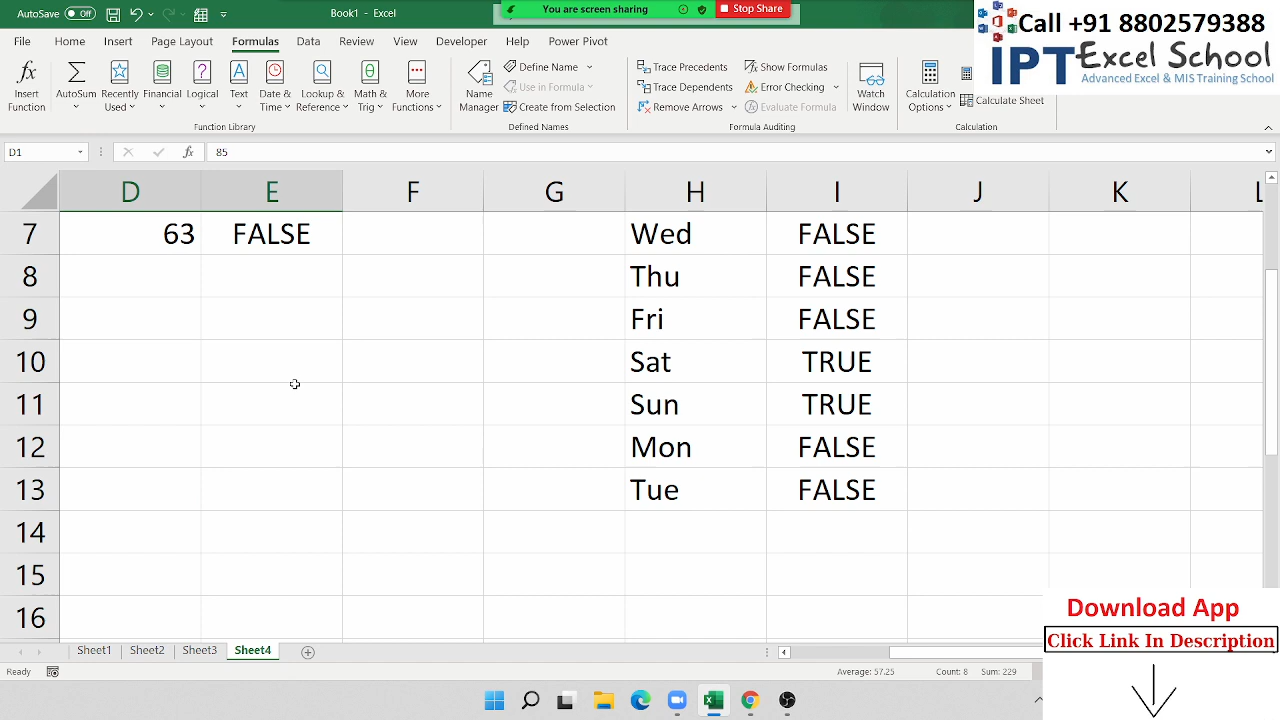 AutoSave Off
Book1 - Excel
You are screen sharing
Stop Share
Call +91 8802579388
IPT Excel School
Advanced Excel & MIS Training School
File Home Insert Page Layout Formulas Data Review View Developer Help Power Pivot
Insert Function
AutoSum
Recently Used
Financial
Logical
Text
Date & Time
Lookup & Reference
Math & Trig
More Functions
Function Library
Name Manager
Define Name
Use in Formula
Create from Selection
Defined Names
Trace Precedents
Trace Dependents
Remove Arrows
Show Formulas
Error Checking
Evaluate Formula
Formula Auditing
Watch Window
Calculation Options
Calculate Sheet
Calculation
D1 fx 85
D E F G H I J K L
7 63 FALSE Wed FALSE
8 Thu FALSE
9 Fri FALSE
10 Sat TRUE
11 Sun TRUE
12 Mon FALSE
13 Tue FALSE
14
15
16
Download App
Click Link In Description
Sheet1 Sheet2 Sheet3 Sheet4
Ready
Average: 57.25 Count: 8 Sum: 229